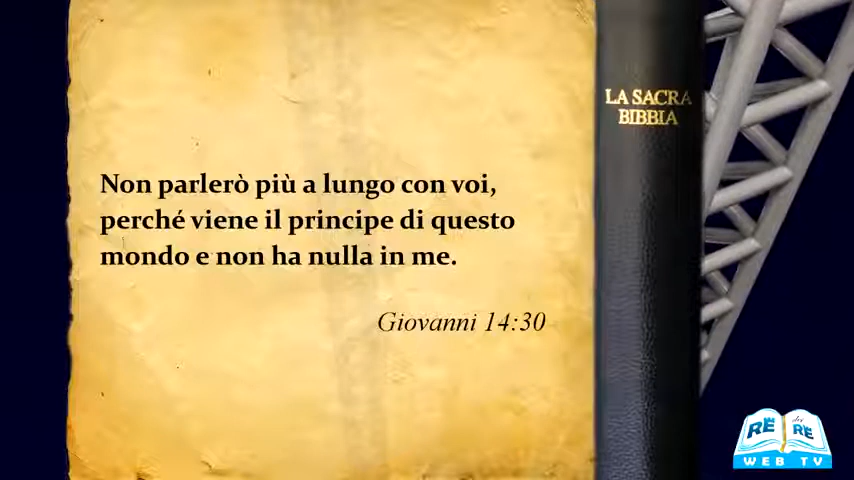 Non parlerò più a lungo con voi,
perché viene il principe di questo
mondo e non ha nulla in me.
Giovanni 14:30
LA SACRA
BIBBIA
RE dei RE
WEB TV